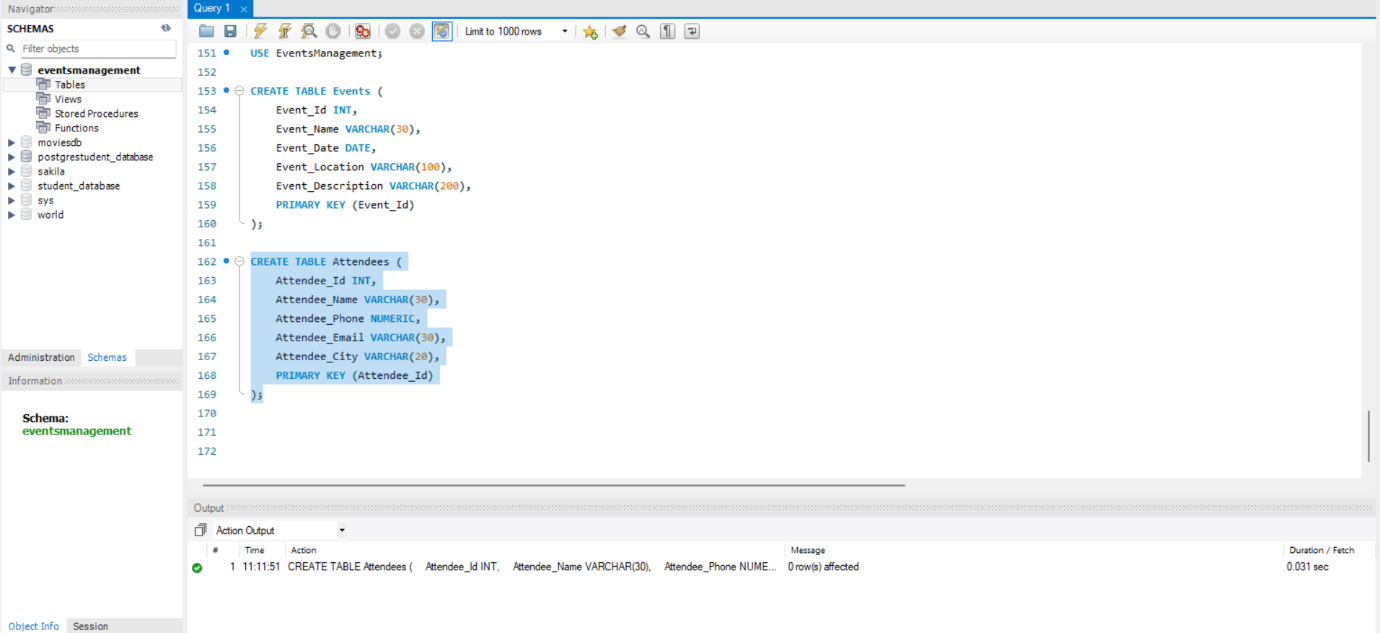 Navigator
SCHEMAS
Filter objects
eventsmanagement
Tables
Views
Stored Procedures
Functions
moviesdb
postgrestudent_database
sakila
student_database
sys
world
Administration Schemas
Information
Schema:
eventsmanagement
Object Info Session
Query 1
Limit to 1000 rows
151 USE EventsManagement;
152
153 CREATE TABLE Events (
154 Event_Id INT,
155 Event_Name VARCHAR(30),
156 Event_Date DATE,
157 Event_Location VARCHAR(100),
158 Event_Description VARCHAR(200),
159 PRIMARY KEY (Event_Id)
160 );
161
162 CREATE TABLE Attendees (
163 Attendee_Id INT,
164 Attendee_Name VARCHAR(30),
165 Attendee_Phone NUMERIC,
166 Attendee_Email VARCHAR(30),
167 Attendee_City VARCHAR(20),
168 PRIMARY KEY (Attendee_Id)
169 );
170
171
172
Output
Action Output
# Time Action Message Duration / Fetch
1 11:11:51 CREATE TABLE Attendees ( Attendee_Id INT, Attendee_Name VARCHAR(30), Attendee_Phone NUME... 0 row(s) affected 0.031 sec